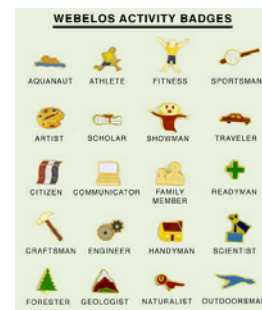 WEBELOS ACTIVITY BADGES
AQUANAUT ATHLETE FITNESS SPORTSMAN
ARTIST SCHOLAR SHOWMAN TRAVELER
CITIZEN COMMUNICATOR FAMILY MEMBER READYMAN
CRAFTSMAN ENGINEER HANDYMAN SCIENTIST
FORESTER GEOLOGIST NATURALIST OUTDOORSMAN